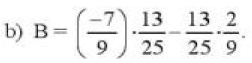 b) B = (-7/9) · 13/25 - 13/25 · 2/9.